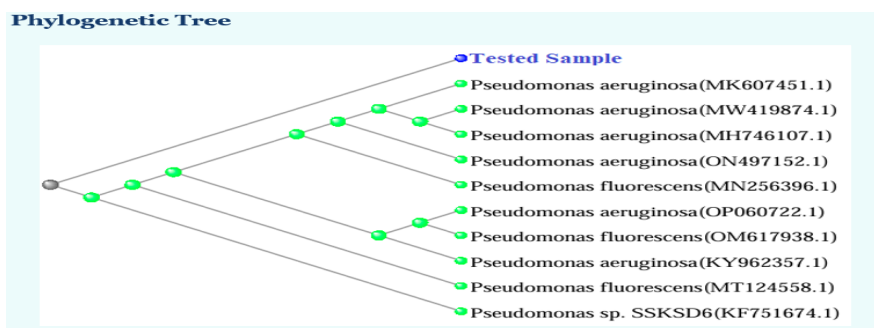 Phylogenetic Tree
Tested Sample
Pseudomonas aeruginosa(MK607451.1)
Pseudomonas aeruginosa(MW419874.1)
Pseudomonas aeruginosa(MH746107.1)
Pseudomonas aeruginosa(ON497152.1)
Pseudomonas fluorescens(MN256396.1)
Pseudomonas aeruginosa(OP060722.1)
Pseudomonas fluorescens(OM617938.1)
Pseudomonas aeruginosa(KY962357.1)
Pseudomonas fluorescens(MT124558.1)
Pseudomonas sp. SSKSD6(KF751674.1)